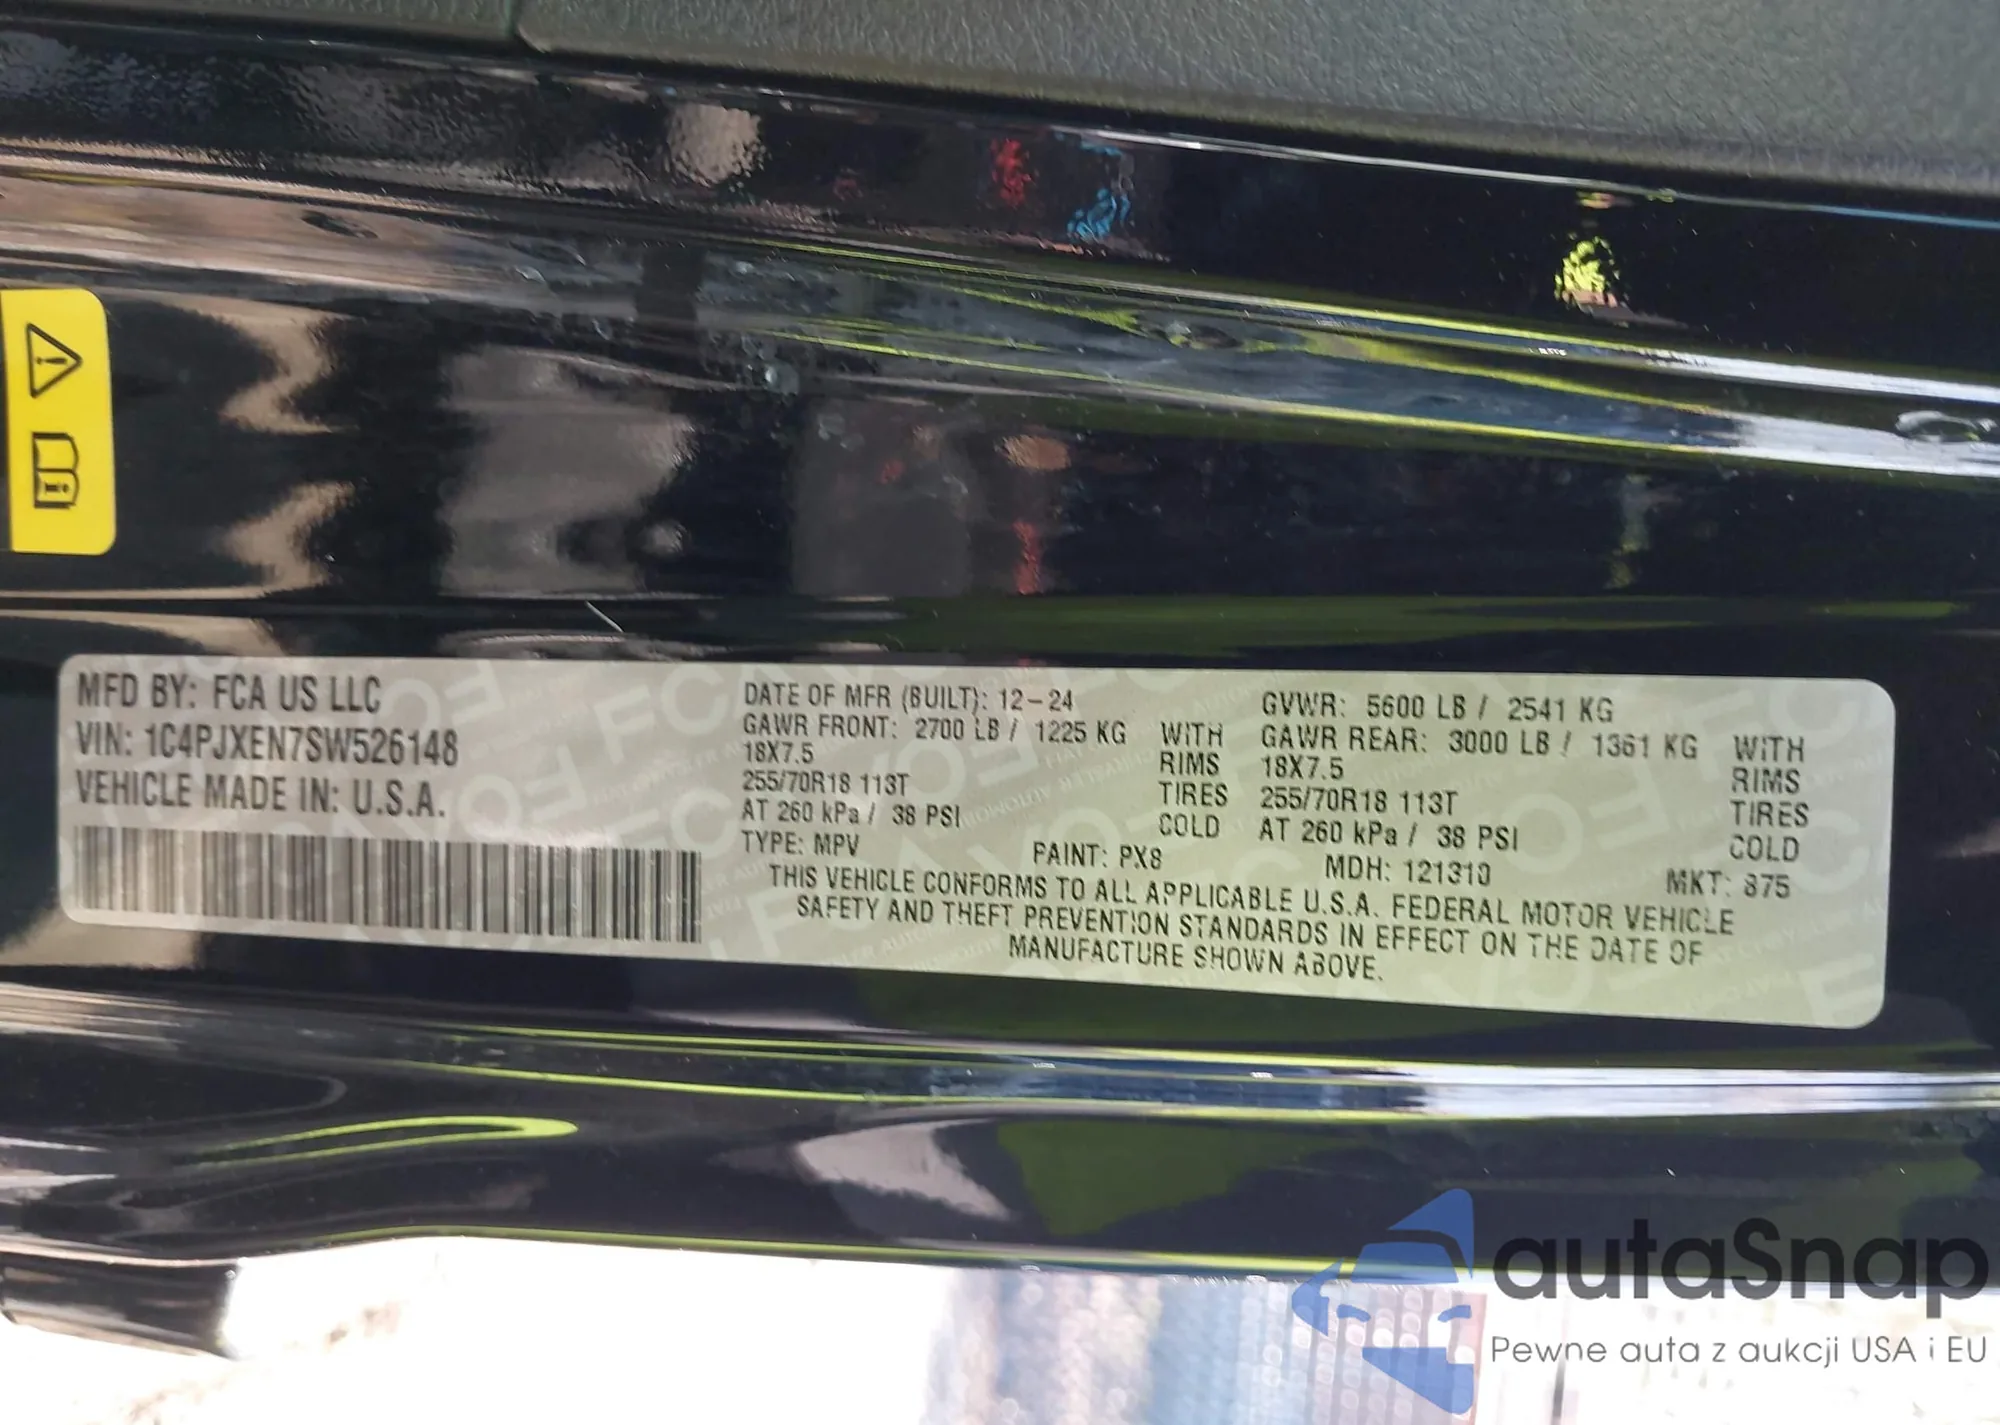 MFD BY: FCA US LLC
VIN: 1C4PJXEN7SW526148
VEHICLE MADE IN: U.S.A.
DATE OF MFR (BUILT): 12-24 GVWR: 5600 LB / 2541 KG
GAWR FRONT: 2700 LB / 1225 KG WITH GAWR REAR: 3000 LB / 1361 KG WITH
18X7.5 RIMS 18X7.5 RIMS
255/70R18 113T TIRES 255/70R18 113T TIRES
AT 260 kPa / 38 PSI COLD AT 260 kPa / 38 PSI COLD
TYPE: MPV PAINT: PX8 MDH: 121310 MKT: 875
THIS VEHICLE CONFORMS TO ALL APPLICABLE U.S.A. FEDERAL MOTOR VEHICLE
SAFETY AND THEFT PREVENTION STANDARDS IN EFFECT ON THE DATE OF
MANUFACTURE SHOWN ABOVE.
autaSnap
Pewne auta z aukcji USA i EU